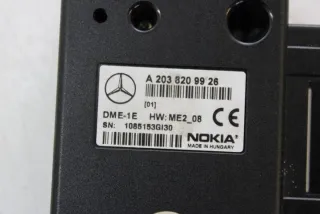 A 203 820 99 26
[01]
DME-1E HW: ME2_08 CE
SN: 1085153GI30
NOKIA
MADE IN HUNGARY